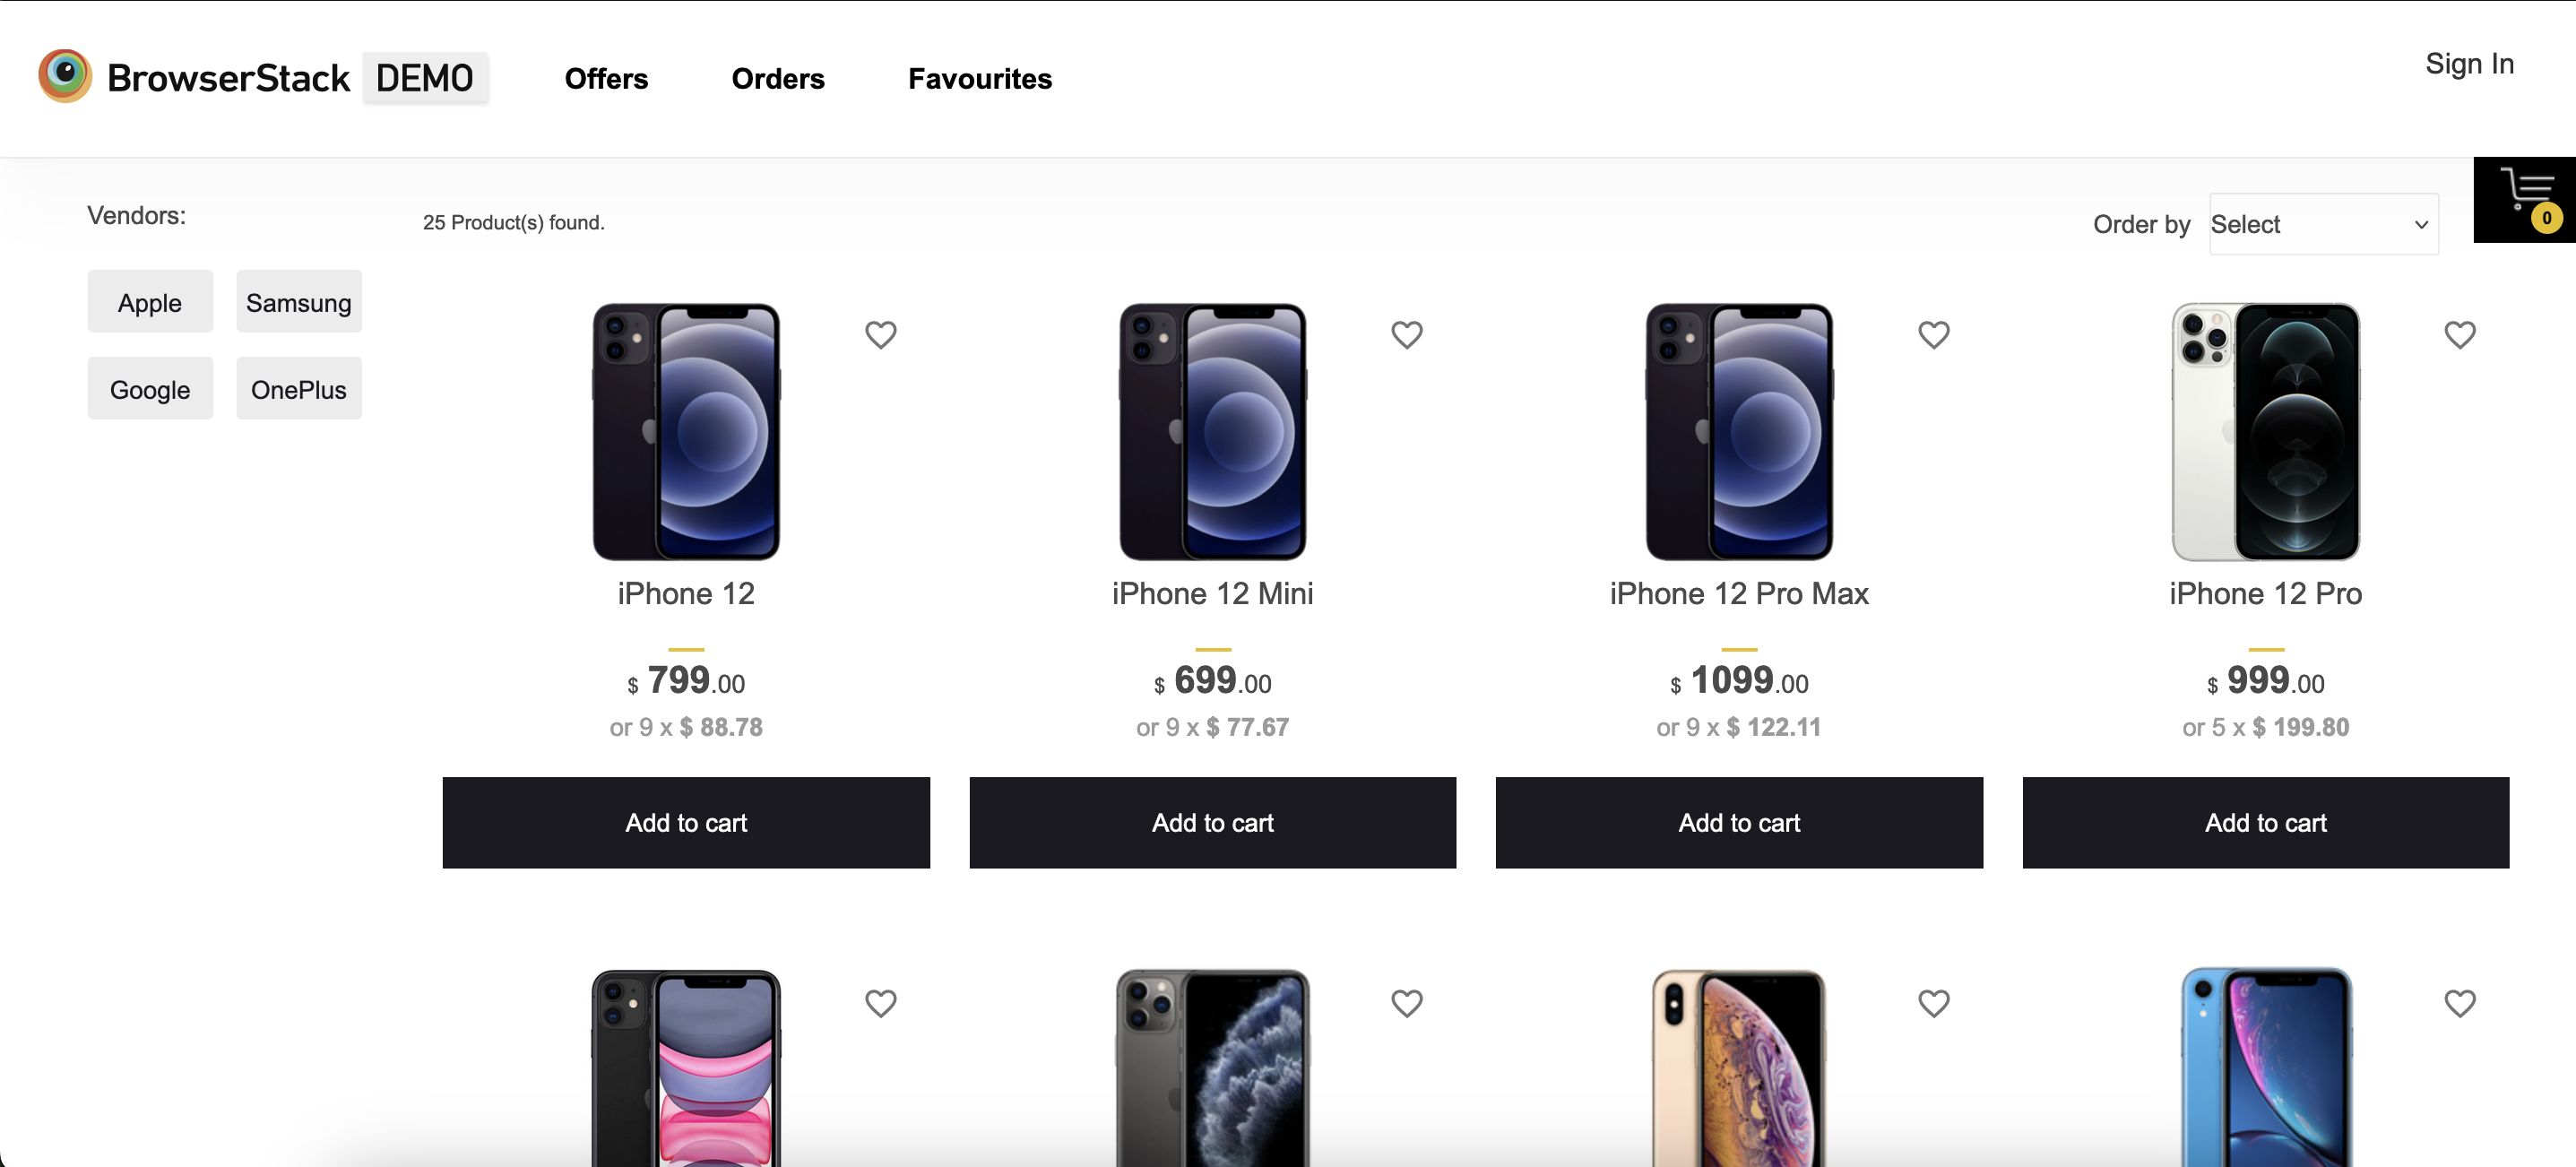 BrowserStack DEMO
Offers
Orders
Favourites
Sign In
Vendors:
25 Product(s) found.
Order by
Select
0
Apple
Samsung
Google
OnePlus
iPhone 12
$ 799.00
or 9 x $ 88.78
Add to cart
iPhone 12 Mini
$ 699.00
or 9 x $ 77.67
Add to cart
iPhone 12 Pro Max
$ 1099.00
or 9 x $ 122.11
Add to cart
iPhone 12 Pro
$ 999.00
or 5 x $ 199.80
Add to cart